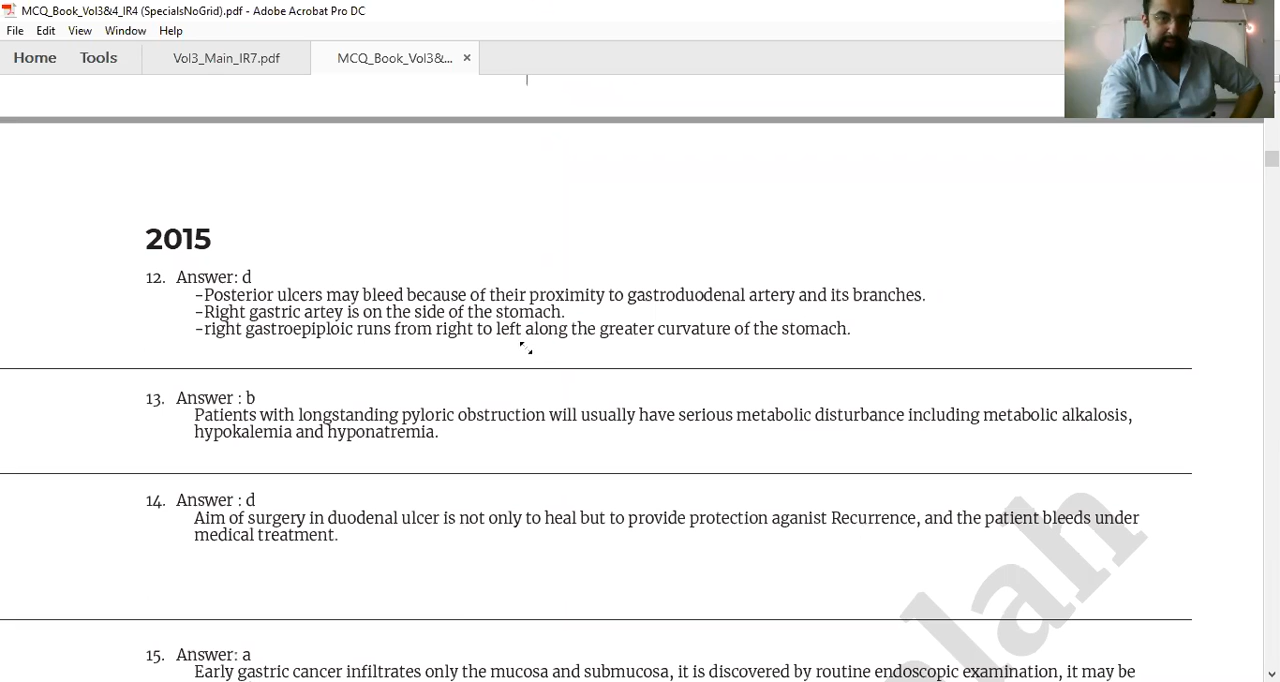 MCQ_Book_Vol3&4_IR4 (SpecialsNoGrid).pdf - Adobe Acrobat Pro DC
File Edit View Window Help
Home Tools Vol3_Main_IR7.pdf MCQ_Book_Vol3&... ×
2015
12. Answer: d
-Posterior ulcers may bleed because of their proximity to gastroduodenal artery and its branches.
-Right gastric artey is on the side of the stomach.
-right gastroepiploic runs from right to left along the greater curvature of the stomach.
13. Answer : b
Patients with longstanding pyloric obstruction will usually have serious metabolic disturbance including metabolic alkalosis,
hypokalemia and hyponatremia.
14. Answer : d
Aim of surgery in duodenal ulcer is not only to heal but to provide protection aganist Recurrence, and the patient bleeds under
medical treatment.
15. Answer: a
Early gastric cancer infiltrates only the mucosa and submucosa, it is discovered by routine endoscopic examination, it may be